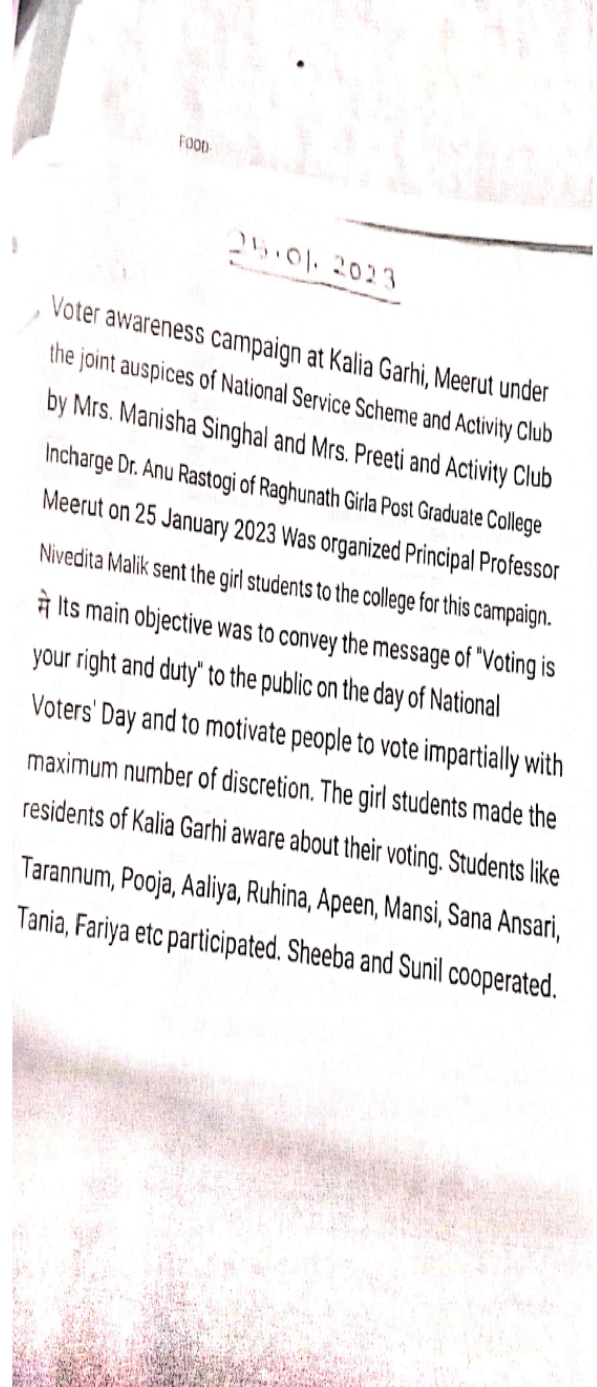 FOOD
25.01.2023
Voter awareness campaign at Kalia Garhi, Meerut under
the joint auspices of National Service Scheme and Activity Club
by Mrs. Manisha Singhal and Mrs. Preeti and Activity Club
Incharge Dr. Anu Rastogi of Raghunath Girla Post Graduate College
Meerut on 25 January 2023 Was organized Principal Professor
Nivedita Malik sent the girl students to the college for this campaign.
मे Its main objective was to convey the message of "Voting is
your right and duty" to the public on the day of National
Voters' Day and to motivate people to vote impartially with
maximum number of discretion. The girl students made the
residents of Kalia Garhi aware about their voting. Students like
Tarannum, Pooja, Aaliya, Ruhina, Apeen, Mansi, Sana Ansari,
Tania, Fariya etc participated. Sheeba and Sunil cooperated.